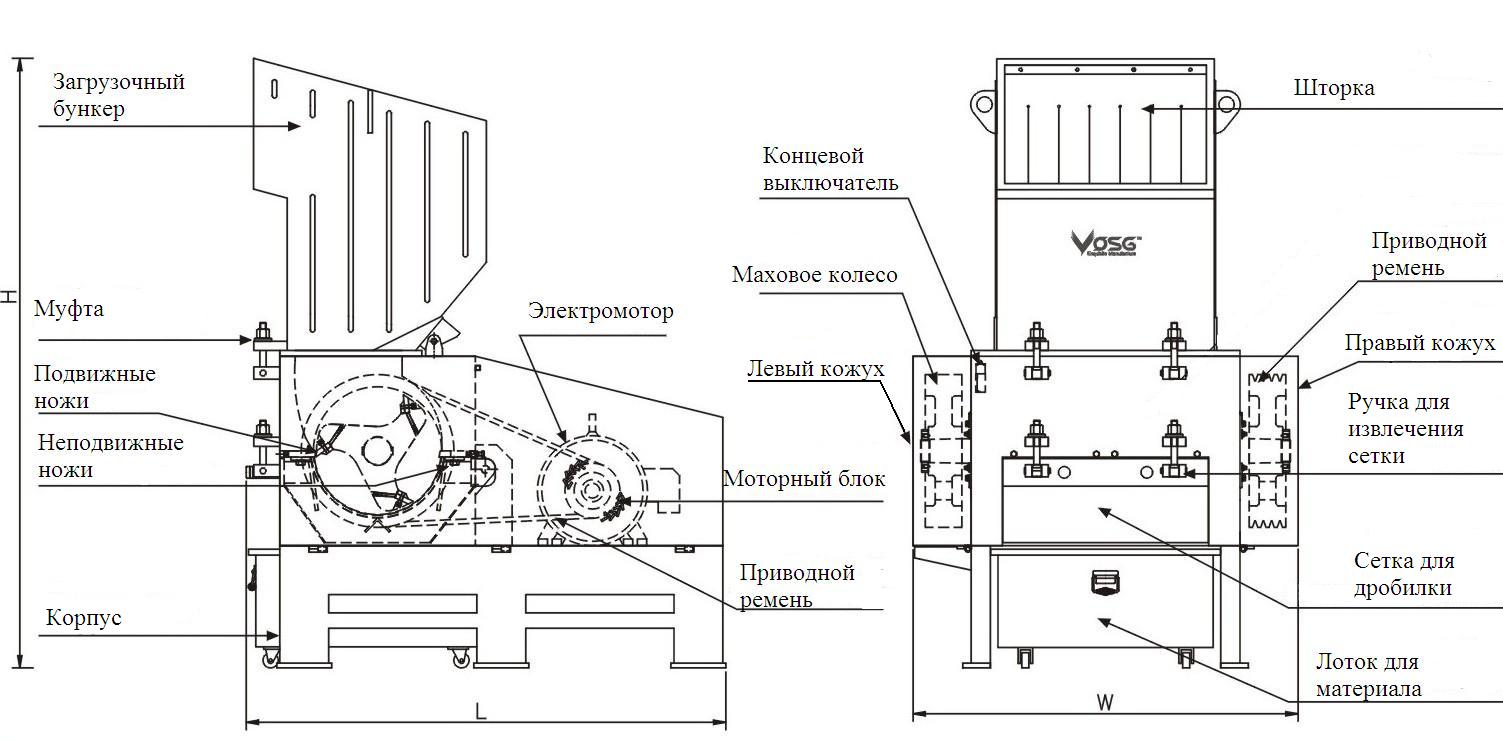 Загрузочный
бункер
H
Муфта
Подвижные
ножи
Неподвижные
ножи
Корпус
Электромотор
Моторный блок
Приводной
ремень
L
Концевой
выключатель
Маховое колесо
Левый кожух
VOSG™
Шторка
Приводной
ремень
Правый кожух
Ручка для
извлечения
сетки
Сетка для
дробилки
Лоток для
материала
W